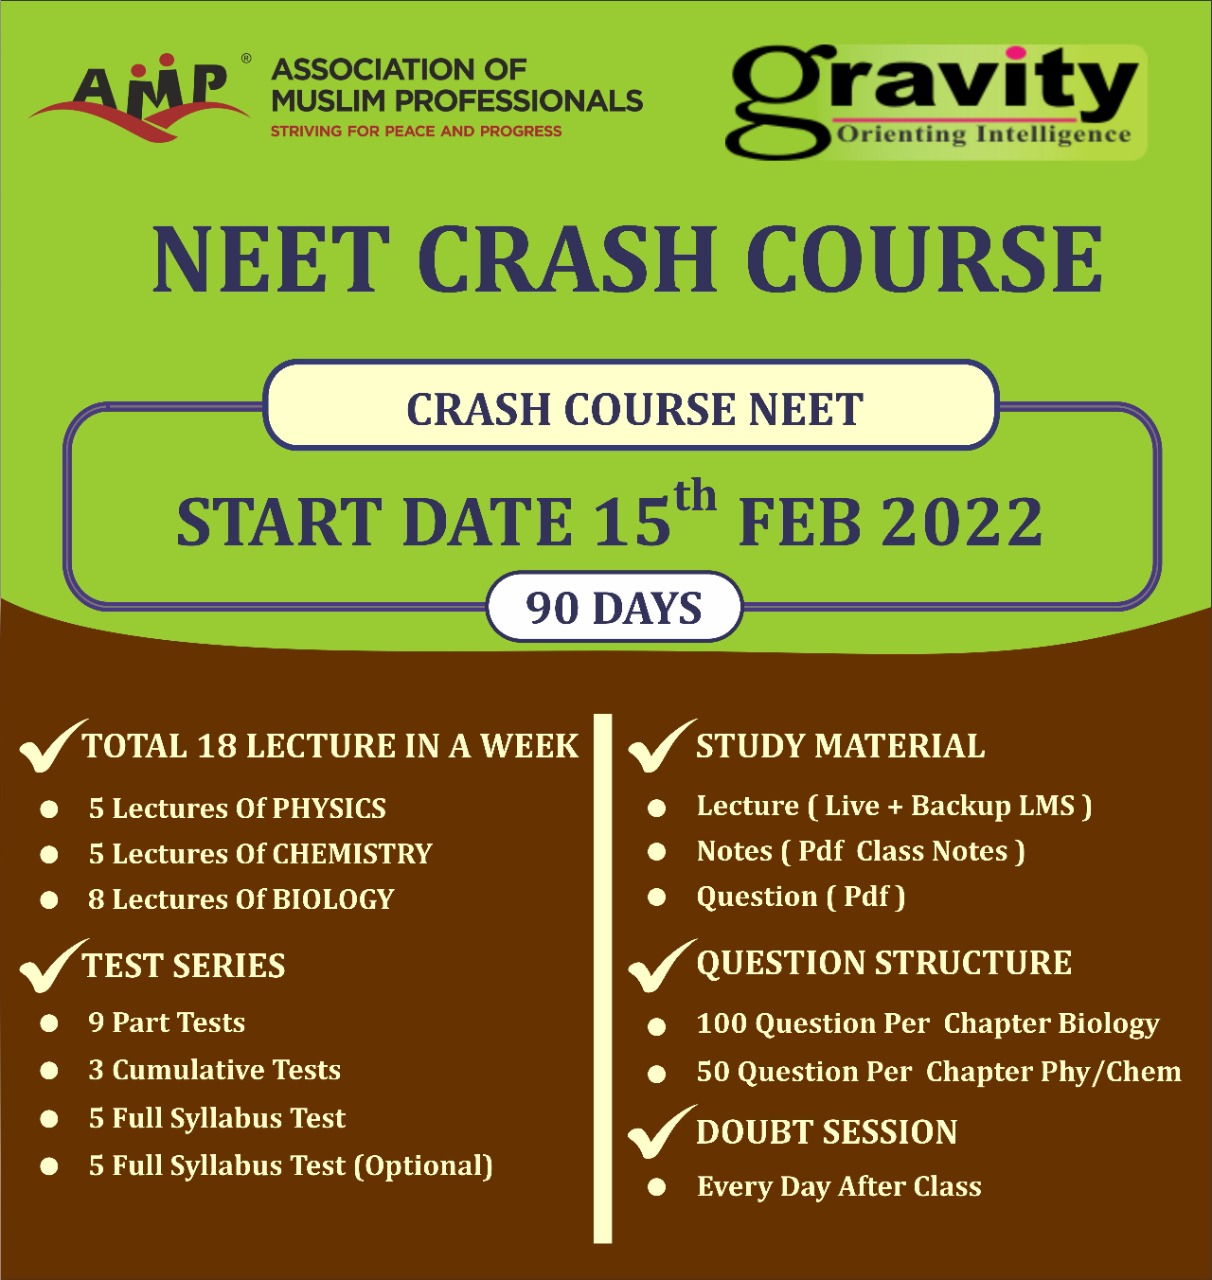 AMP®
ASSOCIATION OF
MUSLIM PROFESSIONALS
STRIVING FOR PEACE AND PROGRESS
gravity
Orienting Intelligence
NEET CRASH COURSE
CRASH COURSE NEET
START DATE 15th FEB 2022
90 DAYS
TOTAL 18 LECTURE IN A WEEK
5 Lectures Of PHYSICS
5 Lectures Of CHEMISTRY
8 Lectures Of BIOLOGY
TEST SERIES
9 Part Tests
3 Cumulative Tests
5 Full Syllabus Test
5 Full Syllabus Test (Optional)
STUDY MATERIAL
Lecture ( Live + Backup LMS )
Notes ( Pdf Class Notes )
Question ( Pdf )
QUESTION STRUCTURE
100 Question Per Chapter Biology
50 Question Per Chapter Phy/Chem
DOUBT SESSION
Every Day After Class